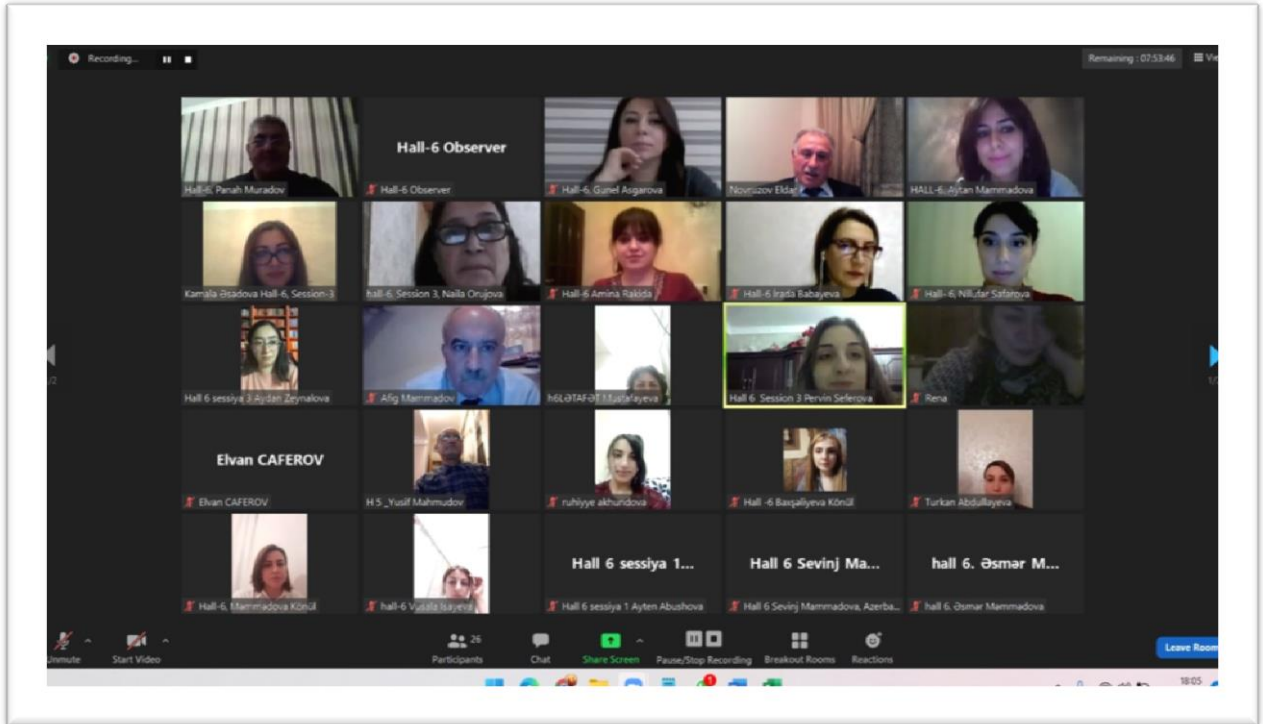 Recording...
Remaining : 07:53:46
Hall-6, Panah Muradov
Hall-6 Observer
Hall-6 Observer
Hall-6, Gunel Asgarova
Novruzov Eldar
HALL-6, Aytan Mammadova
Kamala Əsadova Hall-6, Session-3
hall-6, Session 3, Naila Orujova
Hall-6 Amina Rakida
Hall-6 Irada Babayeva
Hall- 6, Nilufar Safarova
Hall 6 sessiya 3 Aydan Zeynalova
Afig Mammadov
h6LƏTAFƏT Mustafayeva
Hall 6 Session 3 Pervin Seferova
Rena
Elvan CAFEROV
Elvan CAFEROV
H 5 _Yusif Mahmudov
ruhiyye akhundova
Hall -6 Baxşəliyeva Könül
Turkan Abdullayeva
Hall-6, Məmmədova Könül
hall-6 Vusala Isayeva
Hall 6 sessiya 1...
Hall 6 sessiya 1 Ayten Abushova
Hall 6 Sevinj Ma...
Hall 6 Sevinj Mammadova, Azerba...
hall 6. Əsmər M...
hall 6. Əsmər Məmmədova
Unmute
Start Video
26
Participants
Chat
Share Screen
Pause/Stop Recording
Breakout Rooms
Reactions
Leave Room
18:05